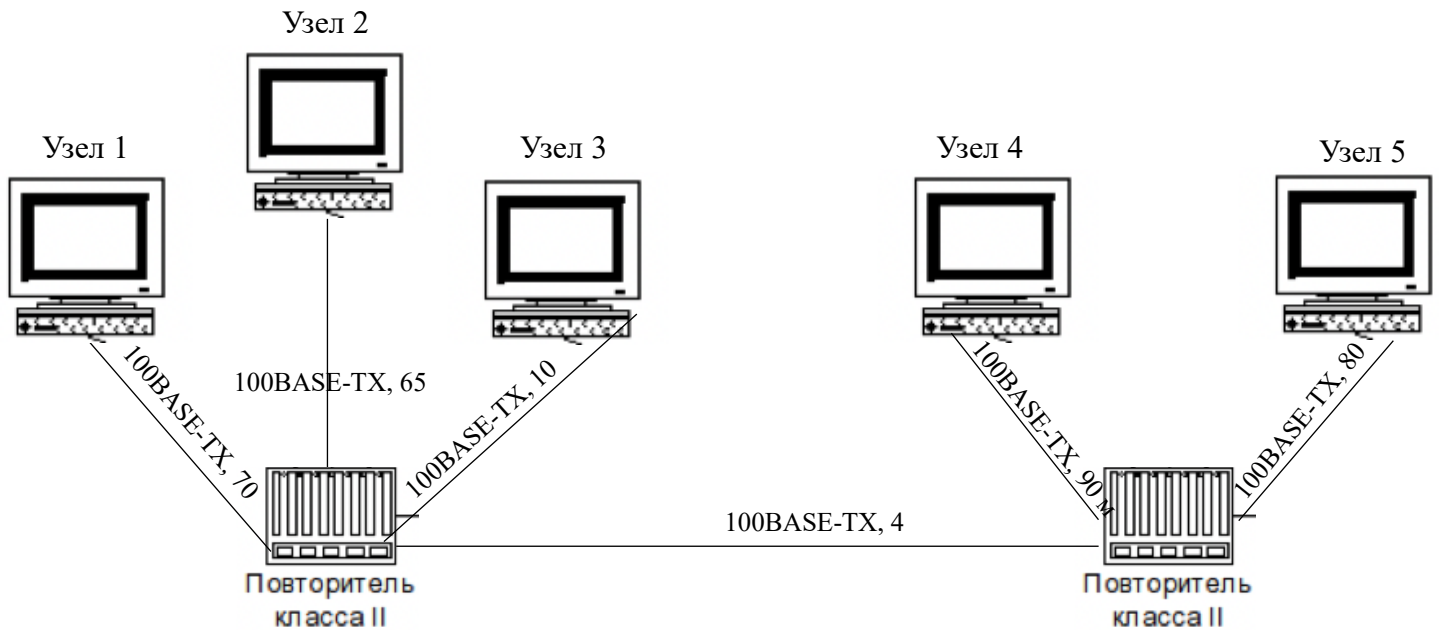 Узел 2
Узел 1
Узел 3
Узел 4
Узел 5
100BASE-TX, 70
100BASE-TX, 65
100BASE-TX, 10
100BASE-TX, 90 м
100BASE-TX, 80
100BASE-TX, 4
Повторитель
класса II
Повторитель
класса II